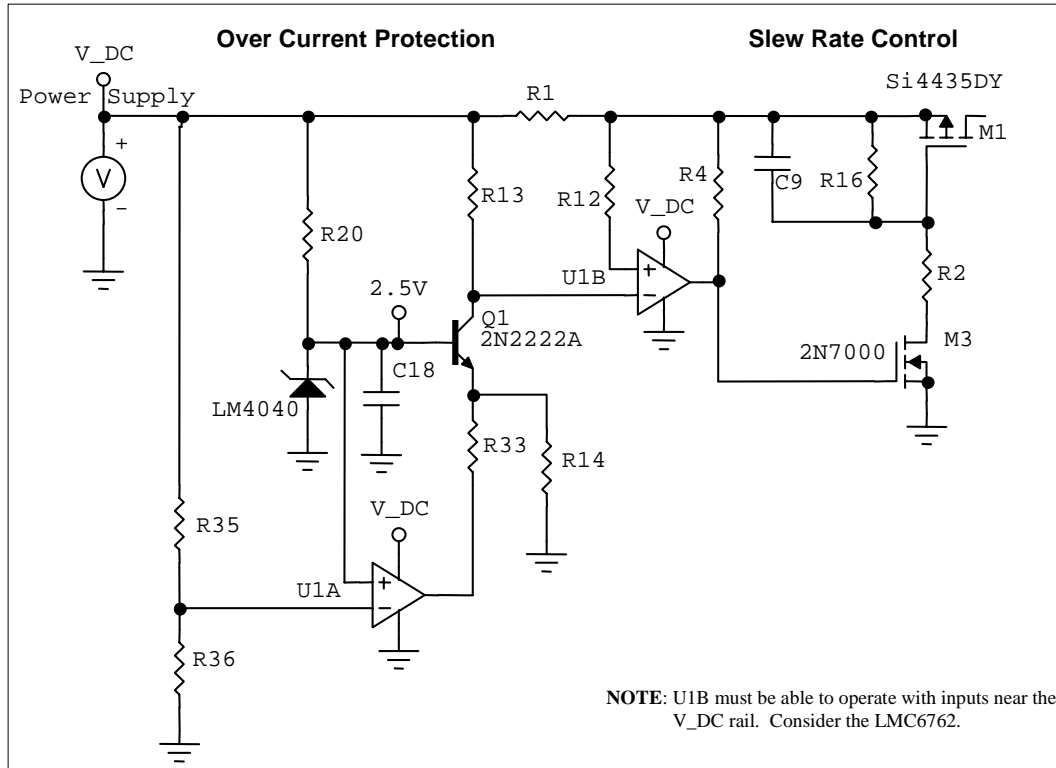 Over Current Protection
Slew Rate Control
V_DC
Si4435DY
Power Supply
R1
M1
+
V
-
R13
R12
R4
C9
R16
V_DC
R20
R2
U1B
+
-
2.5V
Q1
2N2222A
2N7000
M3
C18
LM4040
R33
R14
R35
V_DC
U1A
+
-
R36
NOTE: U1B must be able to operate with inputs near the
V_DC rail. Consider the LMC6762.